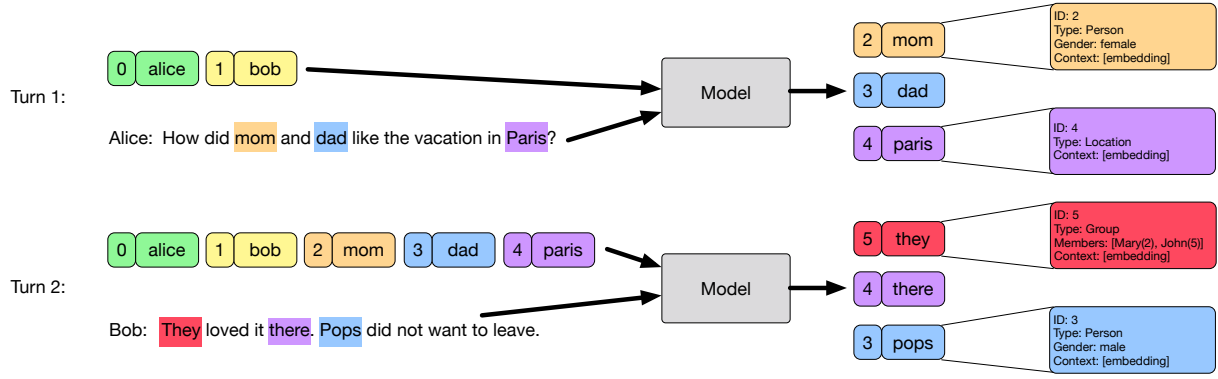 Turn 1:
0 alice 1 bob
Alice: How did mom and dad like the vacation in Paris?
Model
2 mom
3 dad
4 paris
ID: 2
Type: Person
Gender: female
Context: [embedding]
ID: 4
Type: Location
Context: [embedding]
Turn 2:
0 alice 1 bob 2 mom 3 dad 4 paris
Bob: They loved it there. Pops did not want to leave.
Model
5 they
4 there
3 pops
ID: 5
Type: Group
Members: [Mary(2), John(5)]
Context: [embedding]
ID: 3
Type: Person
Gender: male
Context: [embedding]